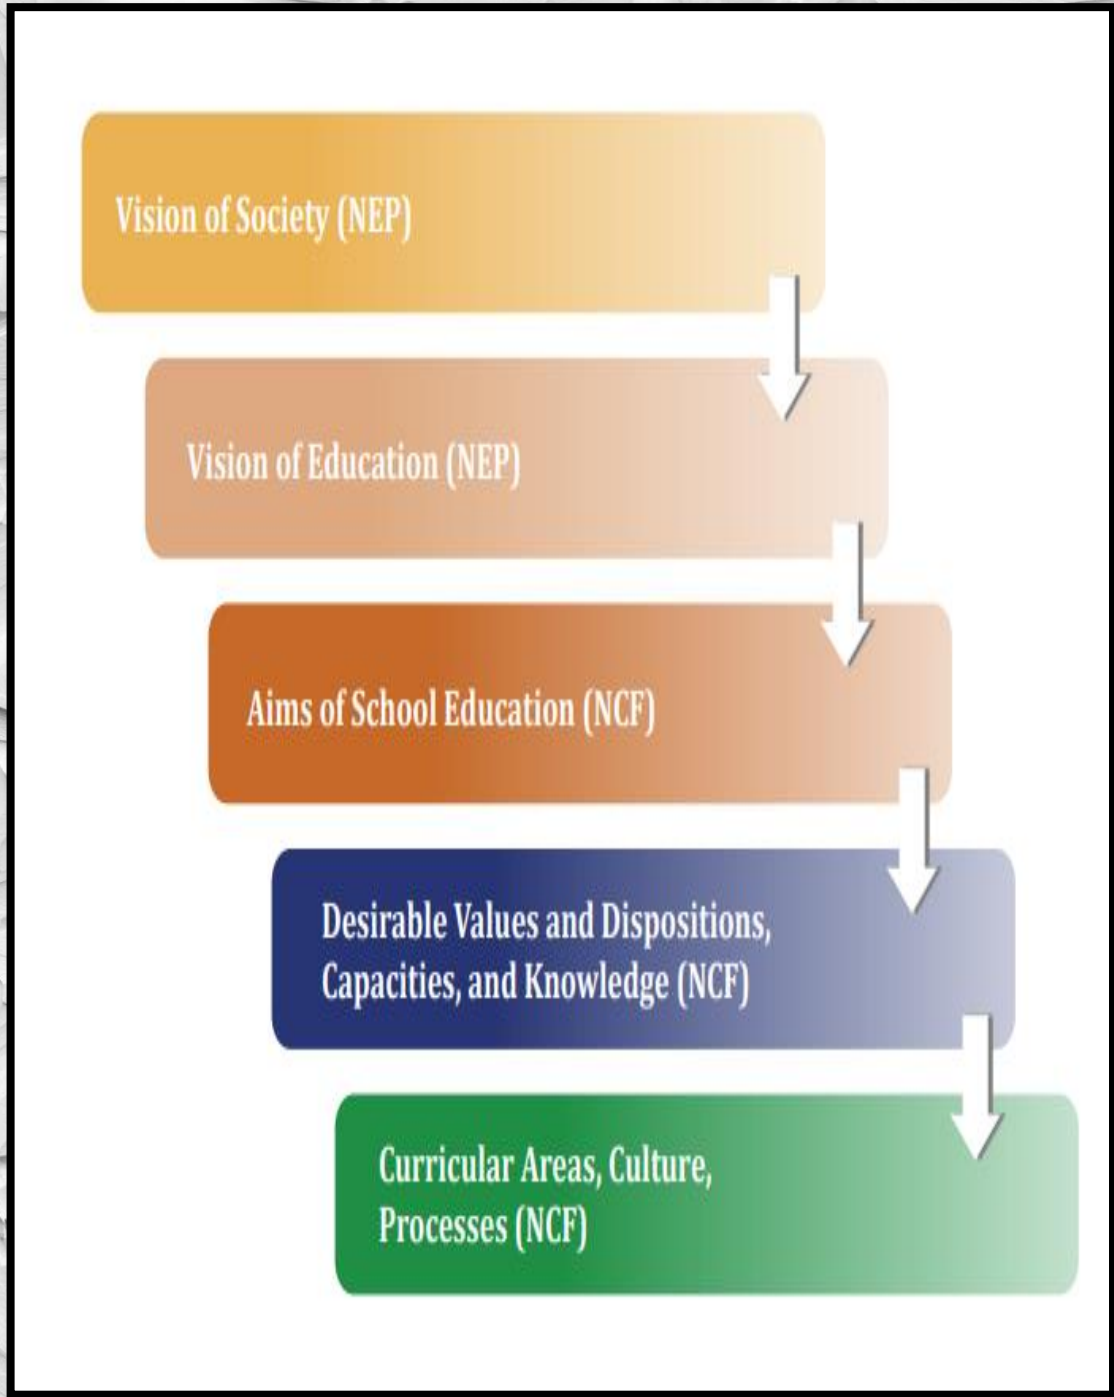 Vision of Society (NEP)
Vision of Education (NEP)
Aims of School Education (NCF)
Desirable Values and Dispositions,
Capacities, and Knowledge (NCF)
Curricular Areas, Culture,
Processes (NCF)